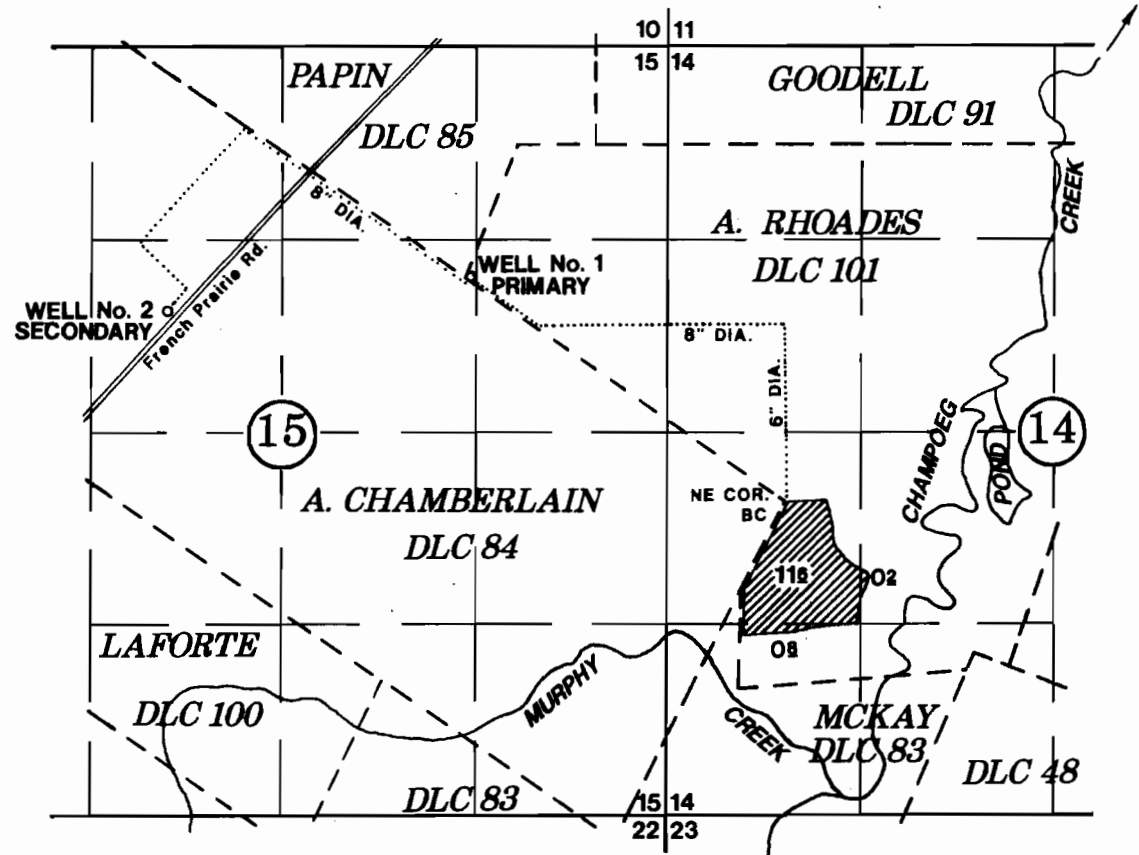 10 11
15 14
PAPIN
DLC 85
GOODELL
DLC 91
CREEK
8" DIA.
A. RHOADES
DLC 101
WELL No. 1
PRIMARY
WELL No. 2
SECONDARY
French Prairie Rd.
8" DIA.
6" DIA.
15
14
CHAMPOEG
POND
A. CHAMBERLAIN
DLC 84
NE COR.
BC
116
02
08
LAFORTE
DLC 100
MURPHY
CREEK
MCKAY
DLC 83
DLC 48
DLC 83
15 14
22 23